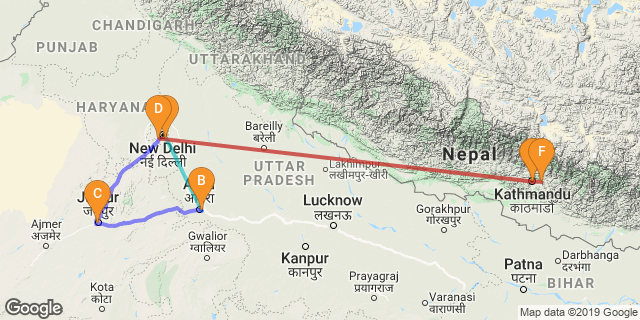 CHANDIGARH
चंडीगढ़
PUNJAB
UTTARAKHAND
HARYANA
D
New Delhi
नई दिल्ली
Bareilly
बरेली
UTTAR
PRADESH
Lakhimpur
लखीमपुर-खीरी
Nepal
F
Kathmandu
काठमाडौं
B
C
जयपुर
Ajmer
अजमेर
Lucknow
लखनऊ
Gorakhpur
गोरखपुर
Gwalior
ग्वालियर
Kanpur
कानपुर
Darbhanga
दरभंगा
Patna
पटना
BIHAR
Kota
कोटा
Prayagraj
प्रयागराज
Varanasi
वाराणसी
Google
Map data ©2019 Google